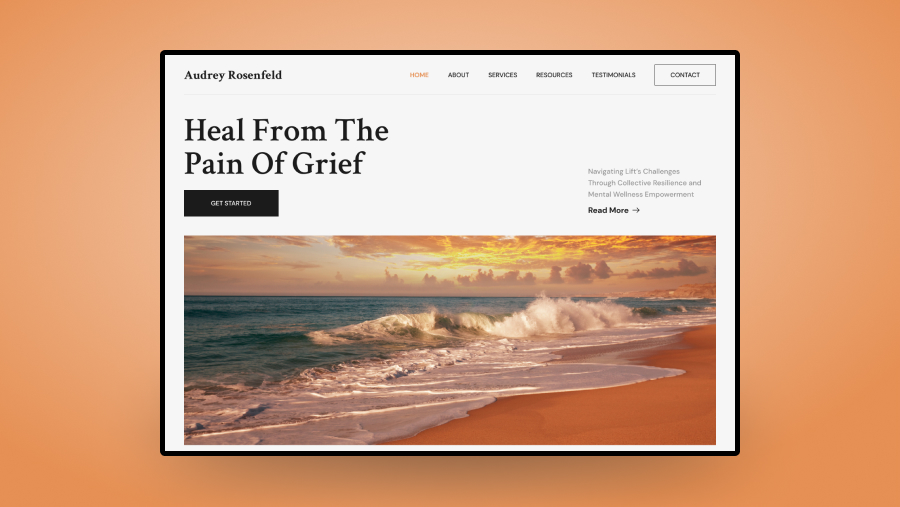 Audrey Rosenfeld
HOME ABOUT SERVICES RESOURCES TESTIMONIALS CONTACT
Heal From The
Pain Of Grief
GET STARTED
Navigating Lift's Challenges
Through Collective Resilience and
Mental Wellness Empowerment
Read More →